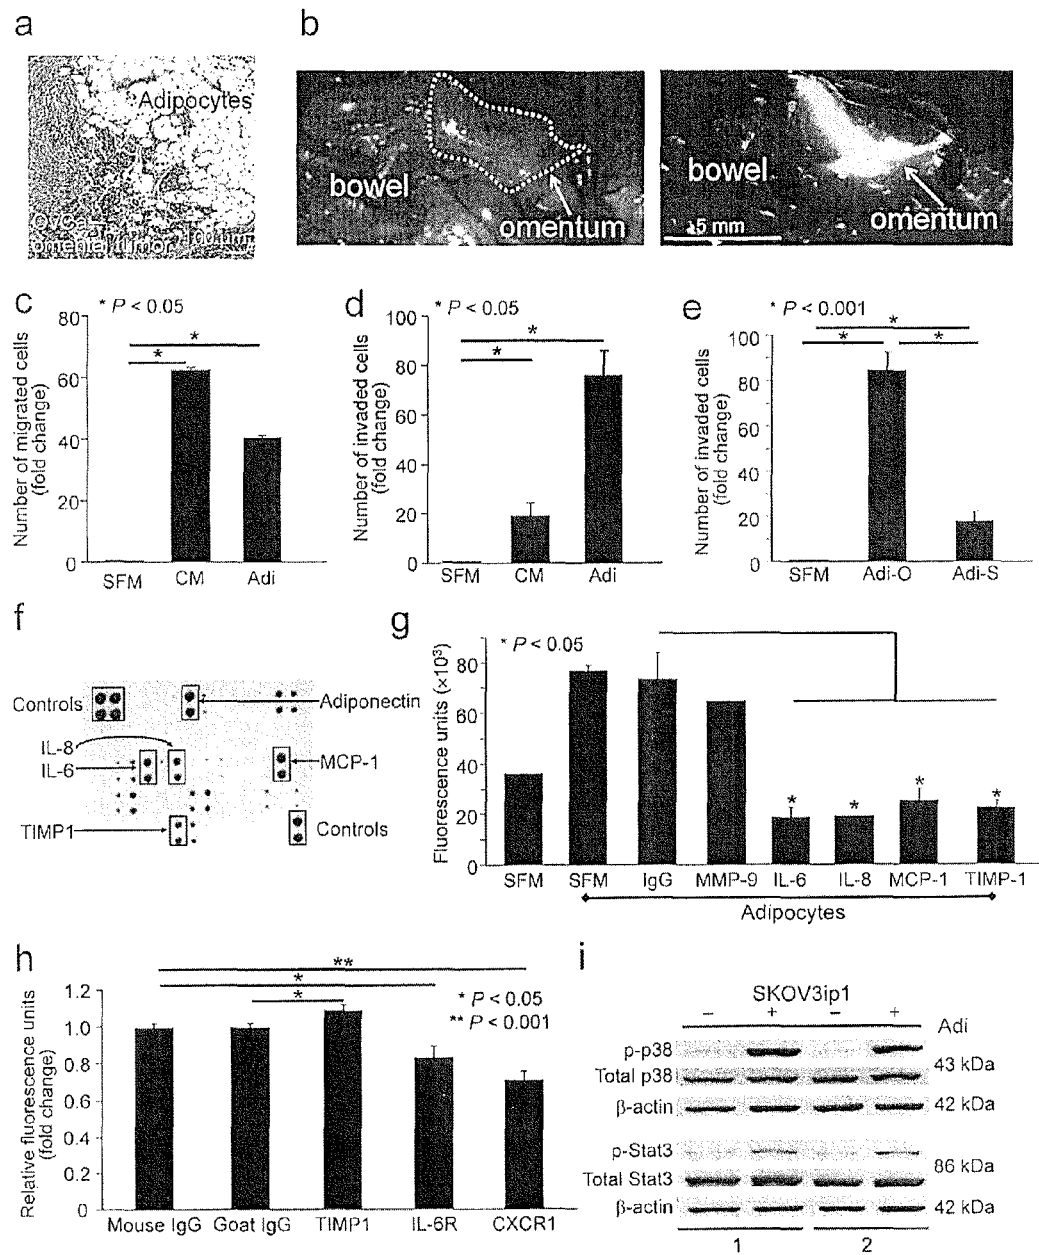 a
Adipocytes
omental tumor
100 µm
b
bowel
omentum
bowel
omentum
5 mm
c
* P < 0.05
Number of migrated cells
(fold change)
80
60
40
20
0
*
*
SFM CM Adi
d
* P < 0.05
Number of invaded cells
(fold change)
100
80
60
40
20
0
*
*
SFM CM Adi
e
* P < 0.001
Number of invaded cells
(fold change)
100
80
60
40
20
0
*
* *
SFM Adi-O Adi-S
f
Controls
Adiponectin
IL-8
IL-6
MCP-1
TIMP1
Controls
g
* P < 0.05
Fluorescence units (×10³)
80
60
40
20
0
* * * *
SFM SFM IgG MMP-9 IL-6 IL-8 MCP-1 TIMP-1
Adipocytes
h
**
*
*
* P < 0.05
** P < 0.001
Relative fluorescence units
(fold change)
1.2
1.0
0.8
0.6
0.4
0.2
0
Mouse IgG Goat IgG TIMP1 IL-6R CXCR1
i
SKOV3ip1
– + – + Adi
p-p38
43 kDa
Total p38
β-actin 42 kDa
p-Stat3
86 kDa
Total Stat3
β-actin 42 kDa
1 2